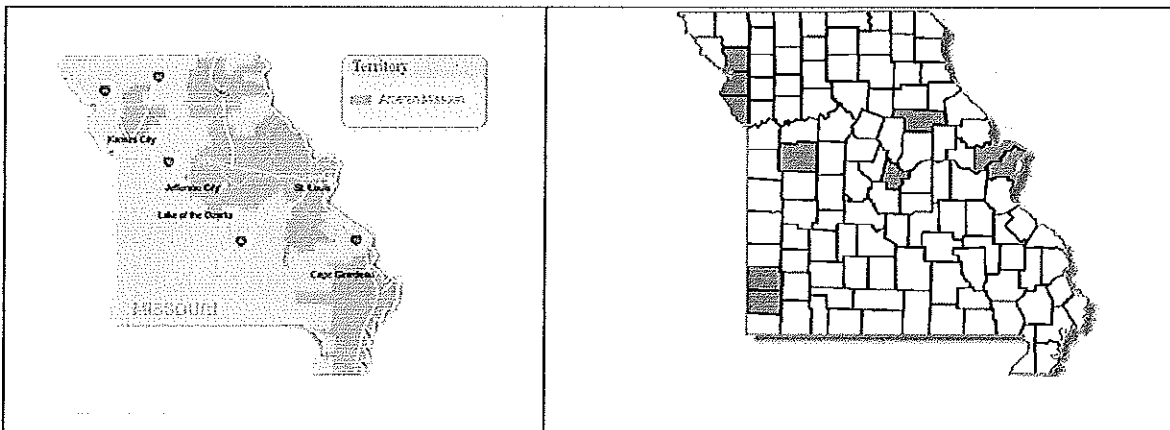 Territory
Ameren Missouri
Kansas City
Jefferson City
St. Louis
Lake of the Ozarks
Cape Girardeau
Missouri